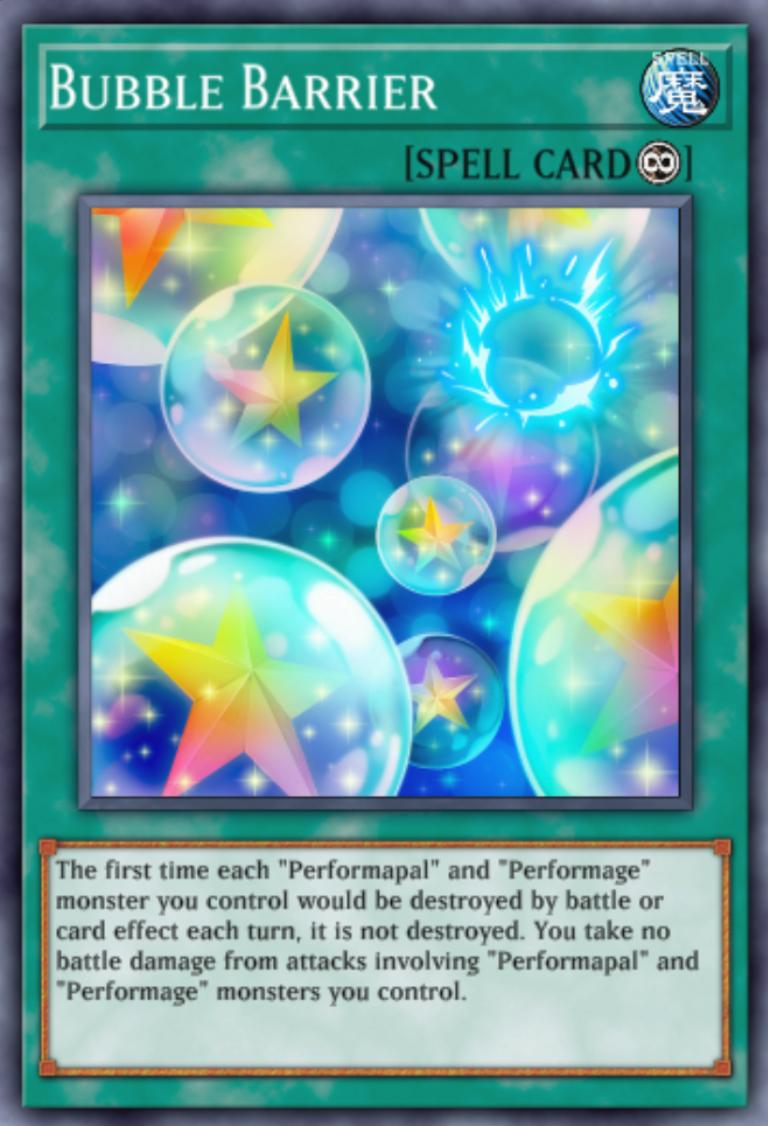 BUBBLE BARRIER
SPELL
魔
[SPELL CARD♾]
The first time each "Performapal" and "Performage"
monster you control would be destroyed by battle or
card effect each turn, it is not destroyed. You take no
battle damage from attacks involving "Performapal" and
"Performage" monsters you control.